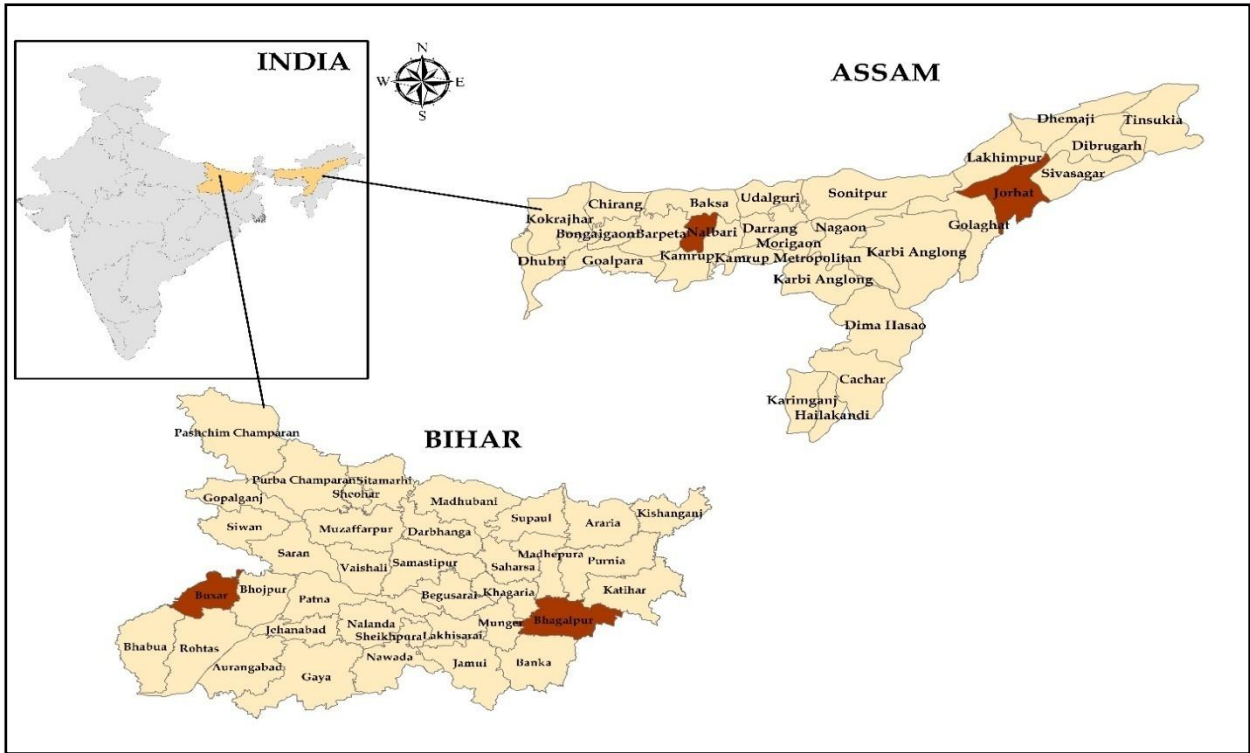 INDIA
N
W
E
S
ASSAM
Dhemaji
Tinsukia
Dibrugarh
Lakhimpur
Sivasagar
Jorhat
Sonitpur
Udalguri
Baksa
Chirang
Kokrajhar
Golaghat
Nagaon
Darrang
Nalbari
Barpeta
Bongaigaon
Morigaon
Karbi Anglong
Kamrup Metropolitan
Kamrup
Goalpara
Dhubri
Karbi Anglong
Dima Hasao
Cachar
Karimganj
Hailakandi
BIHAR
Pashchim Champaran
Purba Champaran
Sitamarhi
Sheohar
Gopalganj
Madhubani
Kishanganj
Supaul
Araria
Siwan
Muzaffarpur
Darbhanga
Saran
Madhepura
Purnia
Vaishali
Samastipur
Saharsa
Katihar
Buxar
Bhojpur
Patna
Begusarai
Khagaria
Bhagalpur
Munger
Jehanabad
Nalanda
Sheikhpura
Lakhisarai
Bhabua
Rohtas
Aurangabad
Gaya
Nawada
Jamui
Banka